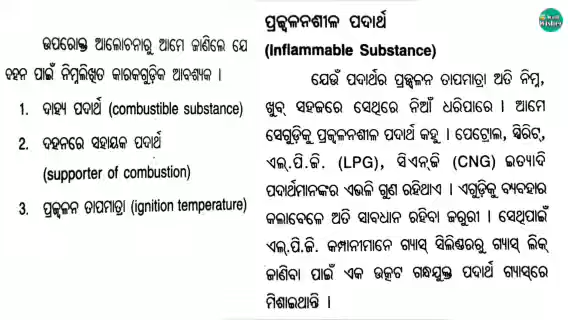 ଉପରୋକ୍ତ ଆଲୋଚନାରୁ ଆମେ ଜାଣିଲେ ଯେ
ଦହନ ପାଇଁ ନିମ୍ନଲିଖିତ କାରକଗୁଡ଼ିକ ଆବଶ୍ୟକ ।
1. ଦାହ୍ୟ ପଦାର୍ଥ (combustible substance)
2. ଦହନରେ ସହାୟକ ପଦାର୍ଥ
(supporter of combustion)
3. ପ୍ରଜ୍ଜ୍ୱଳନ ତାପମାତ୍ରା (ignition temperature)
ପ୍ରଜ୍ଜ୍ୱଳନଶୀଳ ପଦାର୍ଥ
(Inflammable Substance)
ଯେଉଁ ପଦାର୍ଥର ପ୍ରଜ୍ଜ୍ୱଳନ ତାପମାତ୍ରା ଅତି ନିମ୍ନ,
ଖୁବ୍ ସହଜରେ ସେଥିରେ ନିଆଁ ଧରିପାରେ । ଆମେ
ସେଗୁଡ଼ିକୁ ପ୍ରଜ୍ଜ୍ୱଳନଶୀଳ ପଦାର୍ଥ କହୁ । ପେଟ୍ରୋଲ, ସ୍ପିରିଟ୍,
ଏଲ୍.ପି.ଜି. (LPG), ସିଏନ୍‌ଜି (CNG) ଇତ୍ୟାଦି
ପଦାର୍ଥମାନଙ୍କର ଏଭଳି ଗୁଣ ରହିଥାଏ । ଏଗୁଡ଼ିକୁ ବ୍ୟବହାର
କଲାବେଳେ ଅତି ସାବଧାନ ରହିବା ଜରୁରୀ । ସେଥିପାଇଁ
ଏଲ୍.ପି.ଜି. କମ୍ପାନୀମାନେ ଗ୍ୟାସ୍ ସିଲିଣ୍ଡରରୁ ଗ୍ୟାସ୍ ଲିକ୍
ଜାଣିବା ପାଇଁ ଏକ ଉତ୍କଟ ଗନ୍ଧଯୁକ୍ତ ପଦାର୍ଥ ଗ୍ୟାସ୍‌ରେ
ମିଶାଇଥାନ୍ତି ।